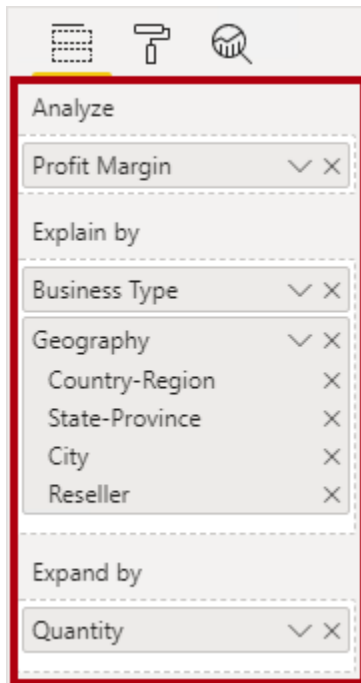 Analyze
Profit Margin
Explain by
Business Type
Geography
Country-Region
State-Province
City
Reseller
Expand by
Quantity